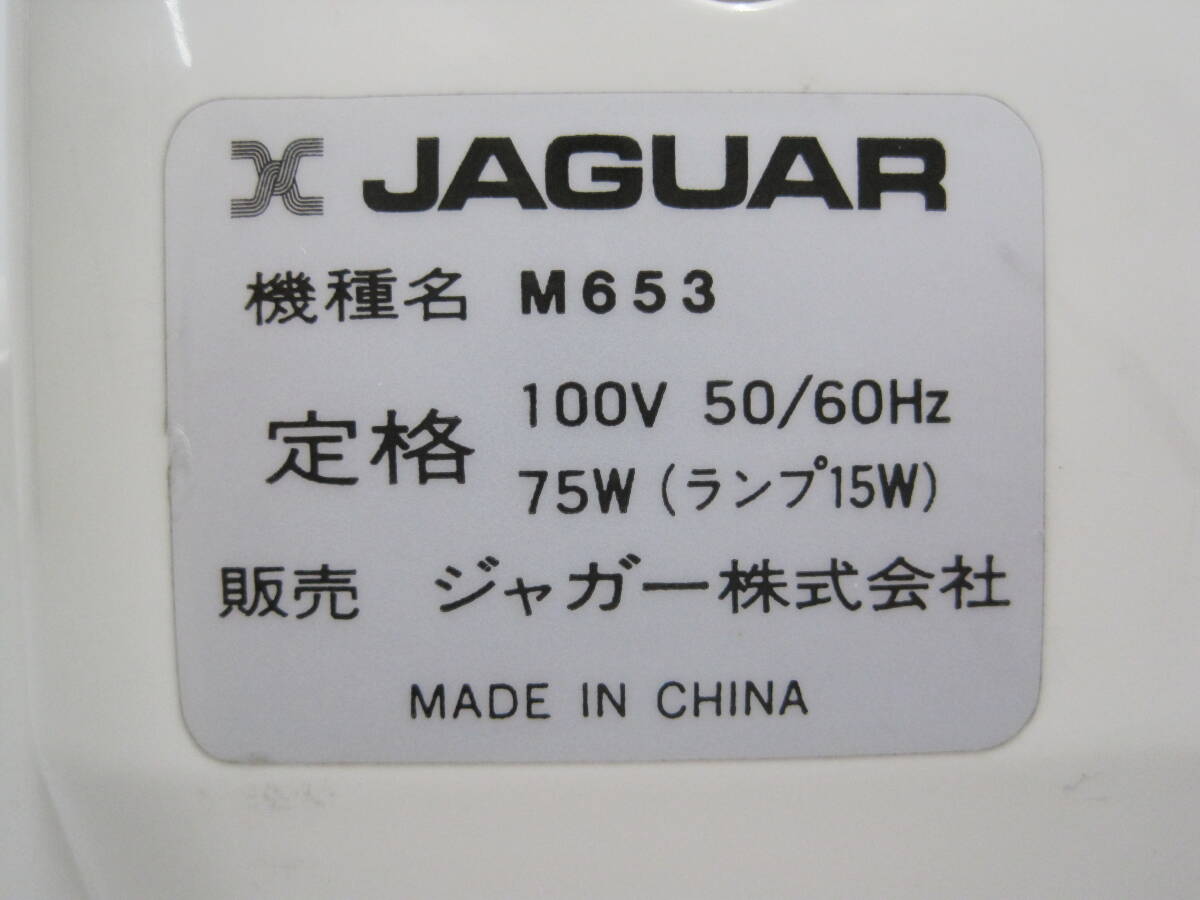 JAGUAR
機種名 M653
定格 100V 50/60Hz
75W (ランプ15W)
販売 ジャガー株式会社
MADE IN CHINA